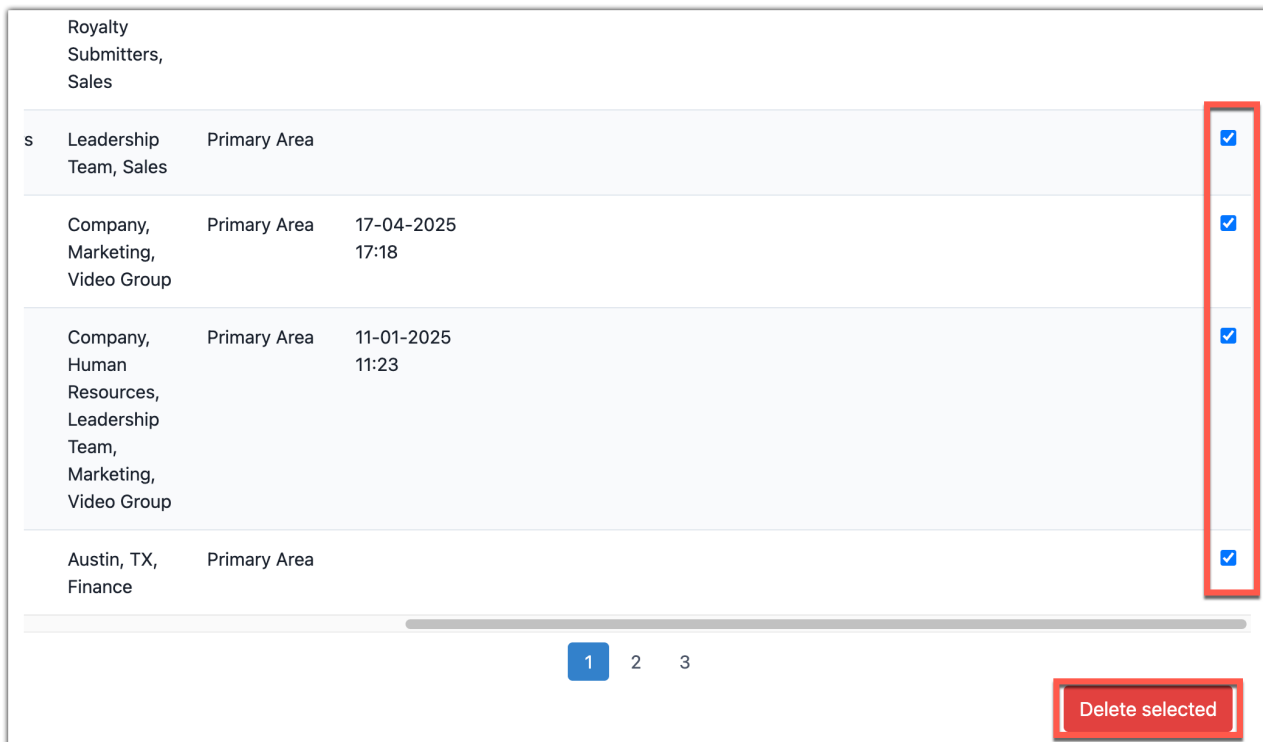 Royalty
Submitters,
Sales
s Leadership Primary Area
Team, Sales
Company, Primary Area 17-04-2025
Marketing, 17:18
Video Group
Company, Primary Area 11-01-2025
Human 11:23
Resources,
Leadership
Team,
Marketing,
Video Group
Austin, TX, Primary Area
Finance
1 2 3
Delete selected